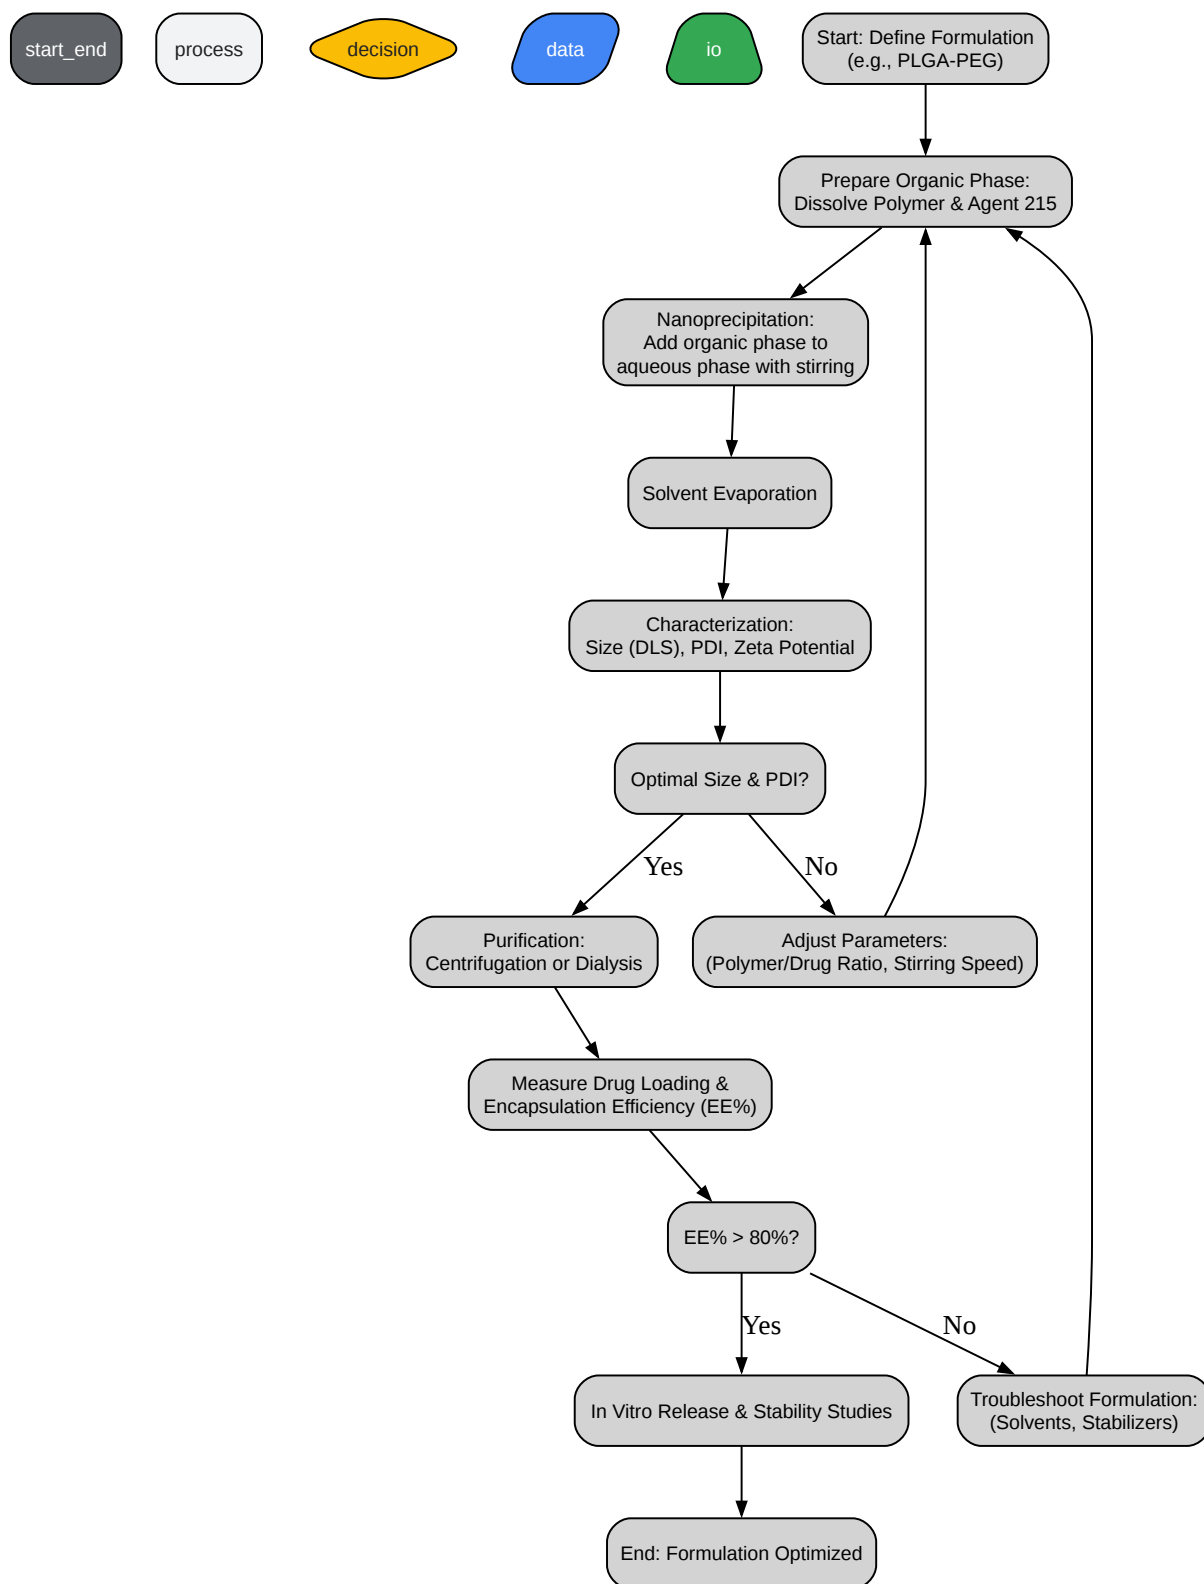 start_end
process
decision
data
io
Start: Define Formulation
(e.g., PLGA-PEG)
Prepare Organic Phase:
Dissolve Polymer & Agent 215
Nanoprecipitation:
Add organic phase to
aqueous phase with stirring
Solvent Evaporation
Characterization:
Size (DLS), PDI, Zeta Potential
Optimal Size & PDI?
Yes
No
Purification:
Centrifugation or Dialysis
Adjust Parameters:
(Polymer/Drug Ratio, Stirring Speed)
Measure Drug Loading &
Encapsulation Efficiency (EE%)
EE% > 80%?
Yes
No
In Vitro Release & Stability Studies
Troubleshoot Formulation:
(Solvents, Stabilizers)
End: Formulation Optimized